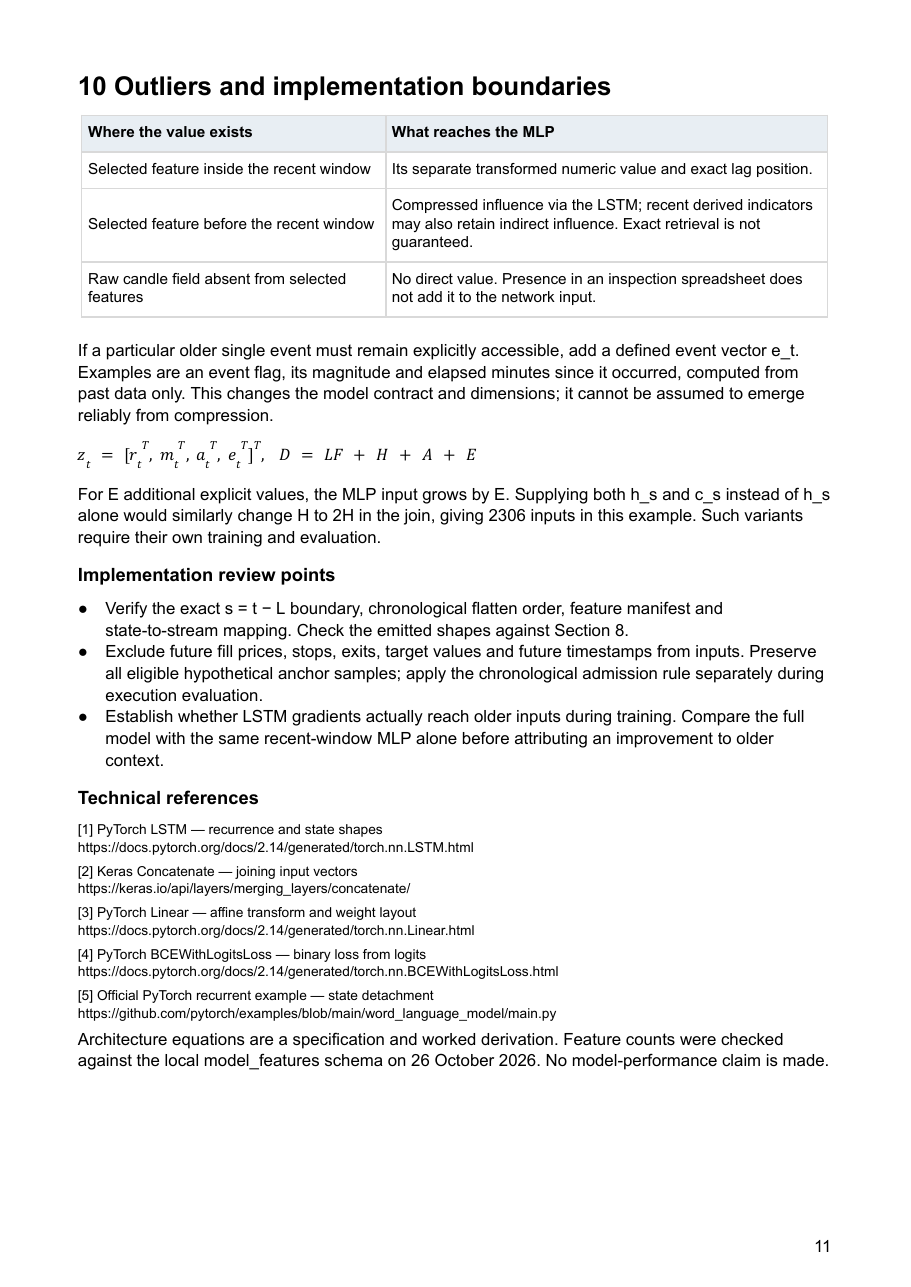 10 Outliers and implementation boundaries
Where the value exists
What reaches the MLP
Selected feature inside the recent window
Its separate transformed numeric value and exact lag position.
Selected feature before the recent window
Compressed influence via the LSTM; recent derived indicators
may also retain indirect influence. Exact retrieval is not
guaranteed.
Raw candle field absent from selected
features
No direct value. Presence in an inspection spreadsheet does
not add it to the network input.
If a particular older single event must remain explicitly accessible, add a defined event vector e_t.
Examples are an event flag, its magnitude and elapsed minutes since it occurred, computed from
past data only. This changes the model contract and dimensions; it cannot be assumed to emerge
reliably from compression.
z_t = [r_t^T, m_t^T, a_t^T, e_t^T]^T, D = LF + H + A + E
For E additional explicit values, the MLP input grows by E. Supplying both h_s and c_s instead of h_s
alone would similarly change H to 2H in the join, giving 2306 inputs in this example. Such variants
require their own training and evaluation.
Implementation review points
● Verify the exact s = t − L boundary, chronological flatten order, feature manifest and
state-to-stream mapping. Check the emitted shapes against Section 8.
● Exclude future fill prices, stops, exits, target values and future timestamps from inputs. Preserve
all eligible hypothetical anchor samples; apply the chronological admission rule separately during
execution evaluation.
● Establish whether LSTM gradients actually reach older inputs during training. Compare the full
model with the same recent-window MLP alone before attributing an improvement to older
context.
Technical references
[1] PyTorch LSTM — recurrence and state shapes
https://docs.pytorch.org/docs/2.14/generated/torch.nn.LSTM.html
[2] Keras Concatenate — joining input vectors
https://keras.io/api/layers/merging_layers/concatenate/
[3] PyTorch Linear — affine transform and weight layout
https://docs.pytorch.org/docs/2.14/generated/torch.nn.Linear.html
[4] PyTorch BCEWithLogitsLoss — binary loss from logits
https://docs.pytorch.org/docs/2.14/generated/torch.nn.BCEWithLogitsLoss.html
[5] Official PyTorch recurrent example — state detachment
https://github.com/pytorch/examples/blob/main/word_language_model/main.py
Architecture equations are a specification and worked derivation. Feature counts were checked
against the local model_features schema on 26 October 2026. No model-performance claim is made.
11